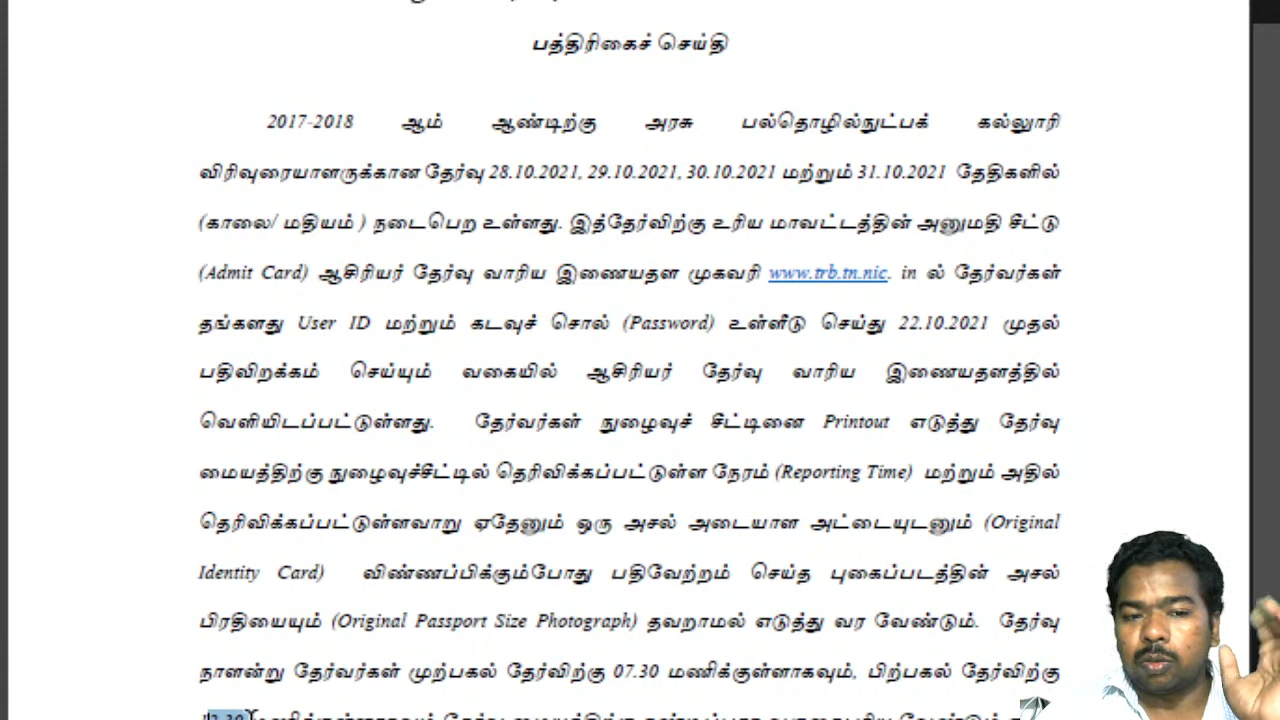 பத்திரிகைச் செய்தி
2017-2018 ஆம் ஆண்டிற்கு அரசு பல்தொழில்நுட்பக் கல்லூரி
விரிவுரையாளருக்கான தேர்வு 28.10.2021, 29.10.2021, 30.10.2021 மற்றும் 31.10.2021 தேதிகளில்
(காலை/ மதியம் ) நடைபெற உள்ளது. இத்தேர்விற்கு உரிய மாவட்டத்தின் அனுமதி சீட்டு
(Admit Card) ஆசிரியர் தேர்வு வாரிய இணையதள முகவரி www.trb.tn.nic. in ல் தேர்வர்கள்
தங்களது User ID மற்றும் கடவுச் சொல் (Password) உள்ளீடு செய்து 22.10.2021 முதல்
பதிவிறக்கம் செய்யும் வகையில் ஆசிரியர் தேர்வு வாரிய இணையதளத்தில்
வெளியிடப்பட்டுள்ளது. தேர்வர்கள் நுழைவுச் சீட்டினை Printout எடுத்து தேர்வு
மையத்திற்கு நுழைவுச்சீட்டில் தெரிவிக்கப்பட்டுள்ள நேரம் (Reporting Time) மற்றும் அதில்
தெரிவிக்கப்பட்டுள்ளவாறு ஏதேனும் ஒரு அசல் அடையாள அட்டையுடனும் (Original
Identity Card) விண்ணப்பிக்கும்போது பதிவேற்றம் செய்த புகைப்படத்தின் அசல்
பிரதியையும் (Original Passport Size Photograph) தவறாமல் எடுத்து வர வேண்டும். தேர்வு
நாளன்று தேர்வர்கள் முற்பகல் தேர்விற்கு 07.30 மணிக்குள்ளாகவும், பிற்பகல் தேர்விற்கு